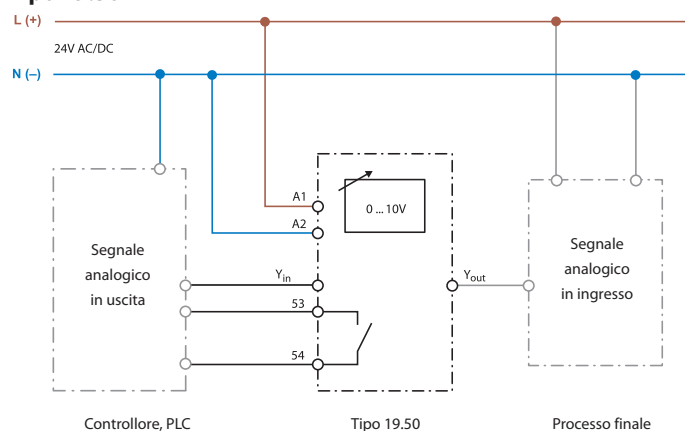 L (+)
24V AC/DC
N (–)
A1
0 ... 10V
A2
Segnale
analogico
in uscita
Segnale
analogico
in ingresso
Yin
Yout
53
54
Controllore, PLC
Tipo 19.50
Processo finale